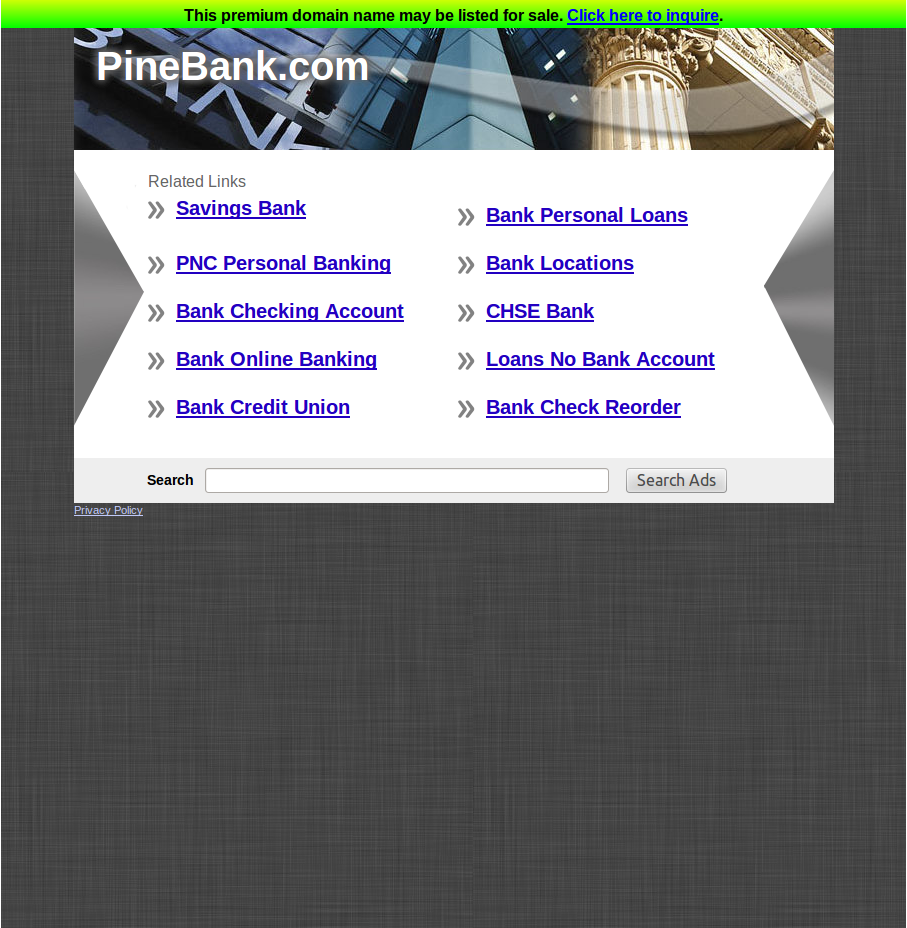 This premium domain name may be listed for sale. Click here to inquire.
PineBank.com
Related Links
Savings Bank
Bank Personal Loans
PNC Personal Banking
Bank Locations
Bank Checking Account
CHSE Bank
Bank Online Banking
Loans No Bank Account
Bank Credit Union
Bank Check Reorder
Search
Search Ads
Privacy Policy